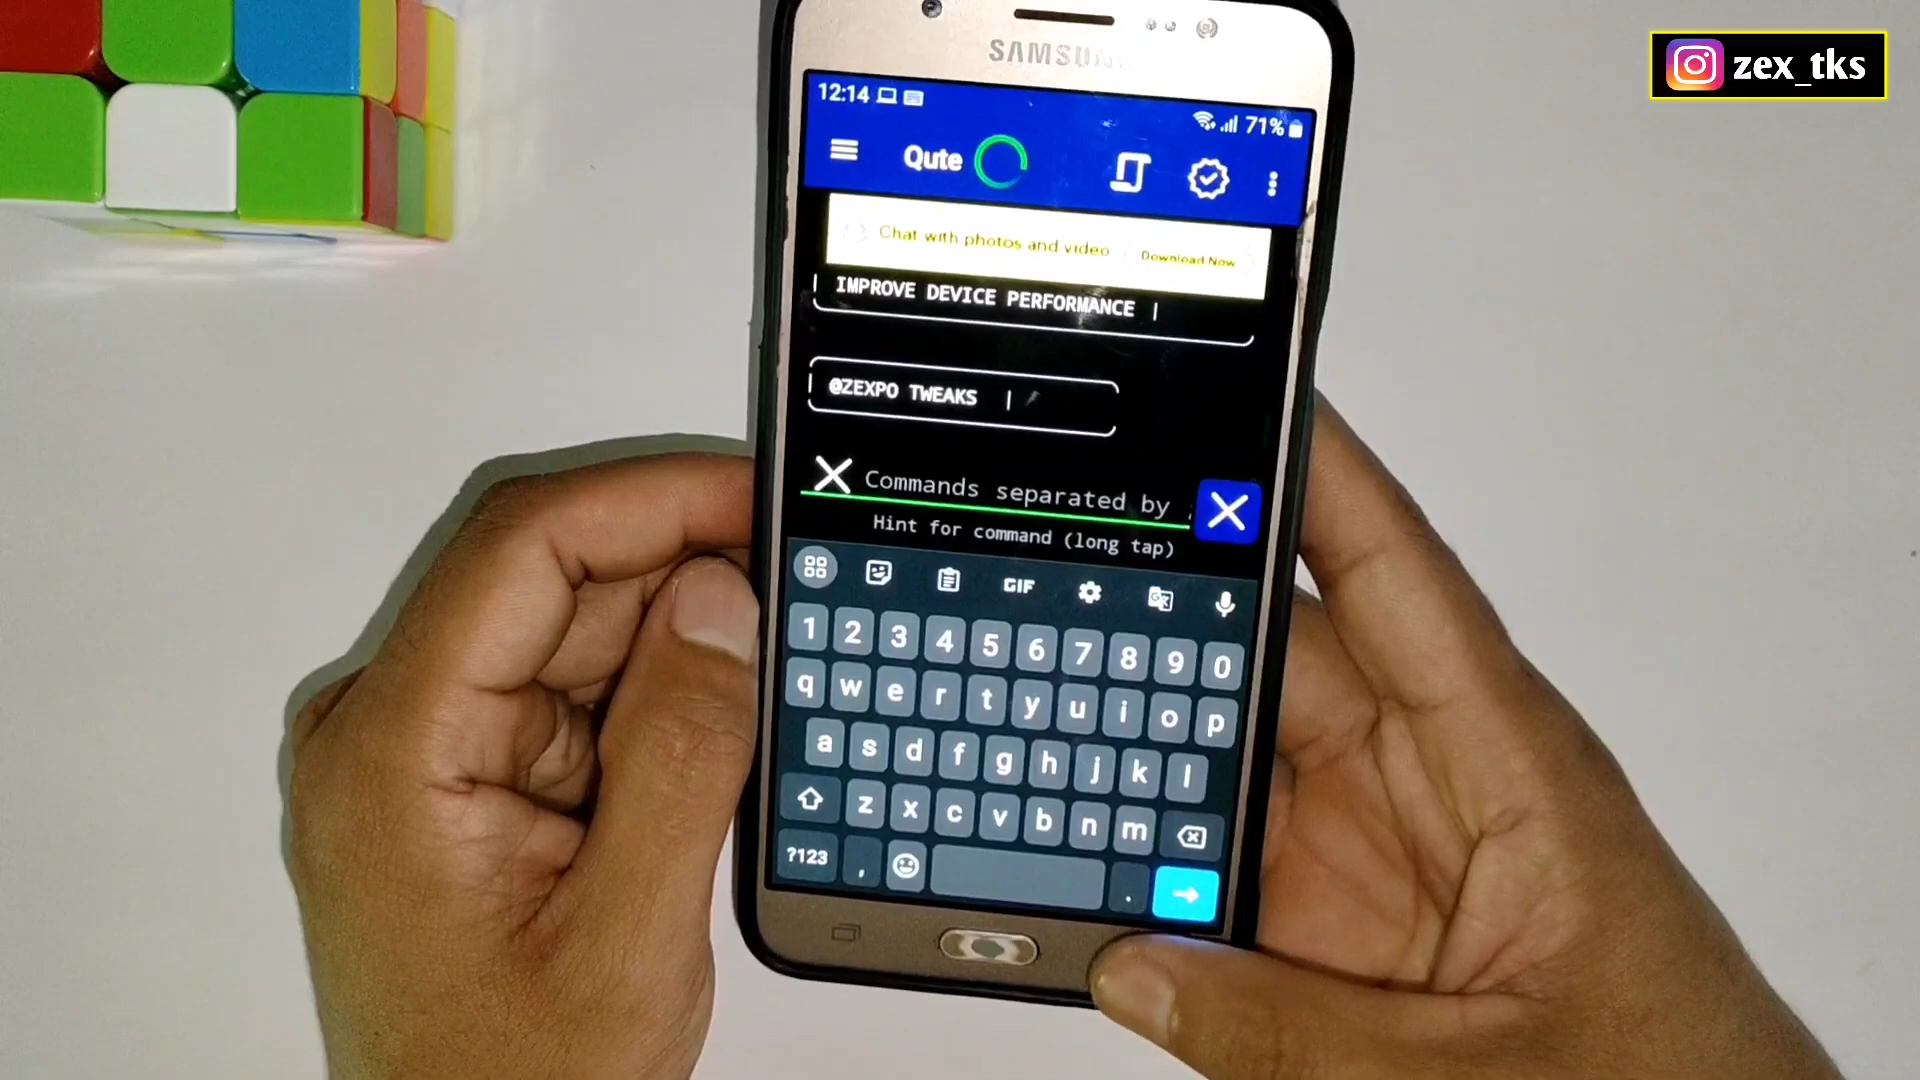 zex_tks
SAMSUNG
12:14
71%
Qute
Chat with photos and video
Download Now
IMPROVE DEVICE PERFORMANCE |
@ZEXPO TWEAKS |
Commands separated by
Hint for command (long tap)
GIF
1 2 3 4 5 6 7 8 9 0
q w e r t y u i o p
a s d f g h j k l
z x c v b n m
?123 , .